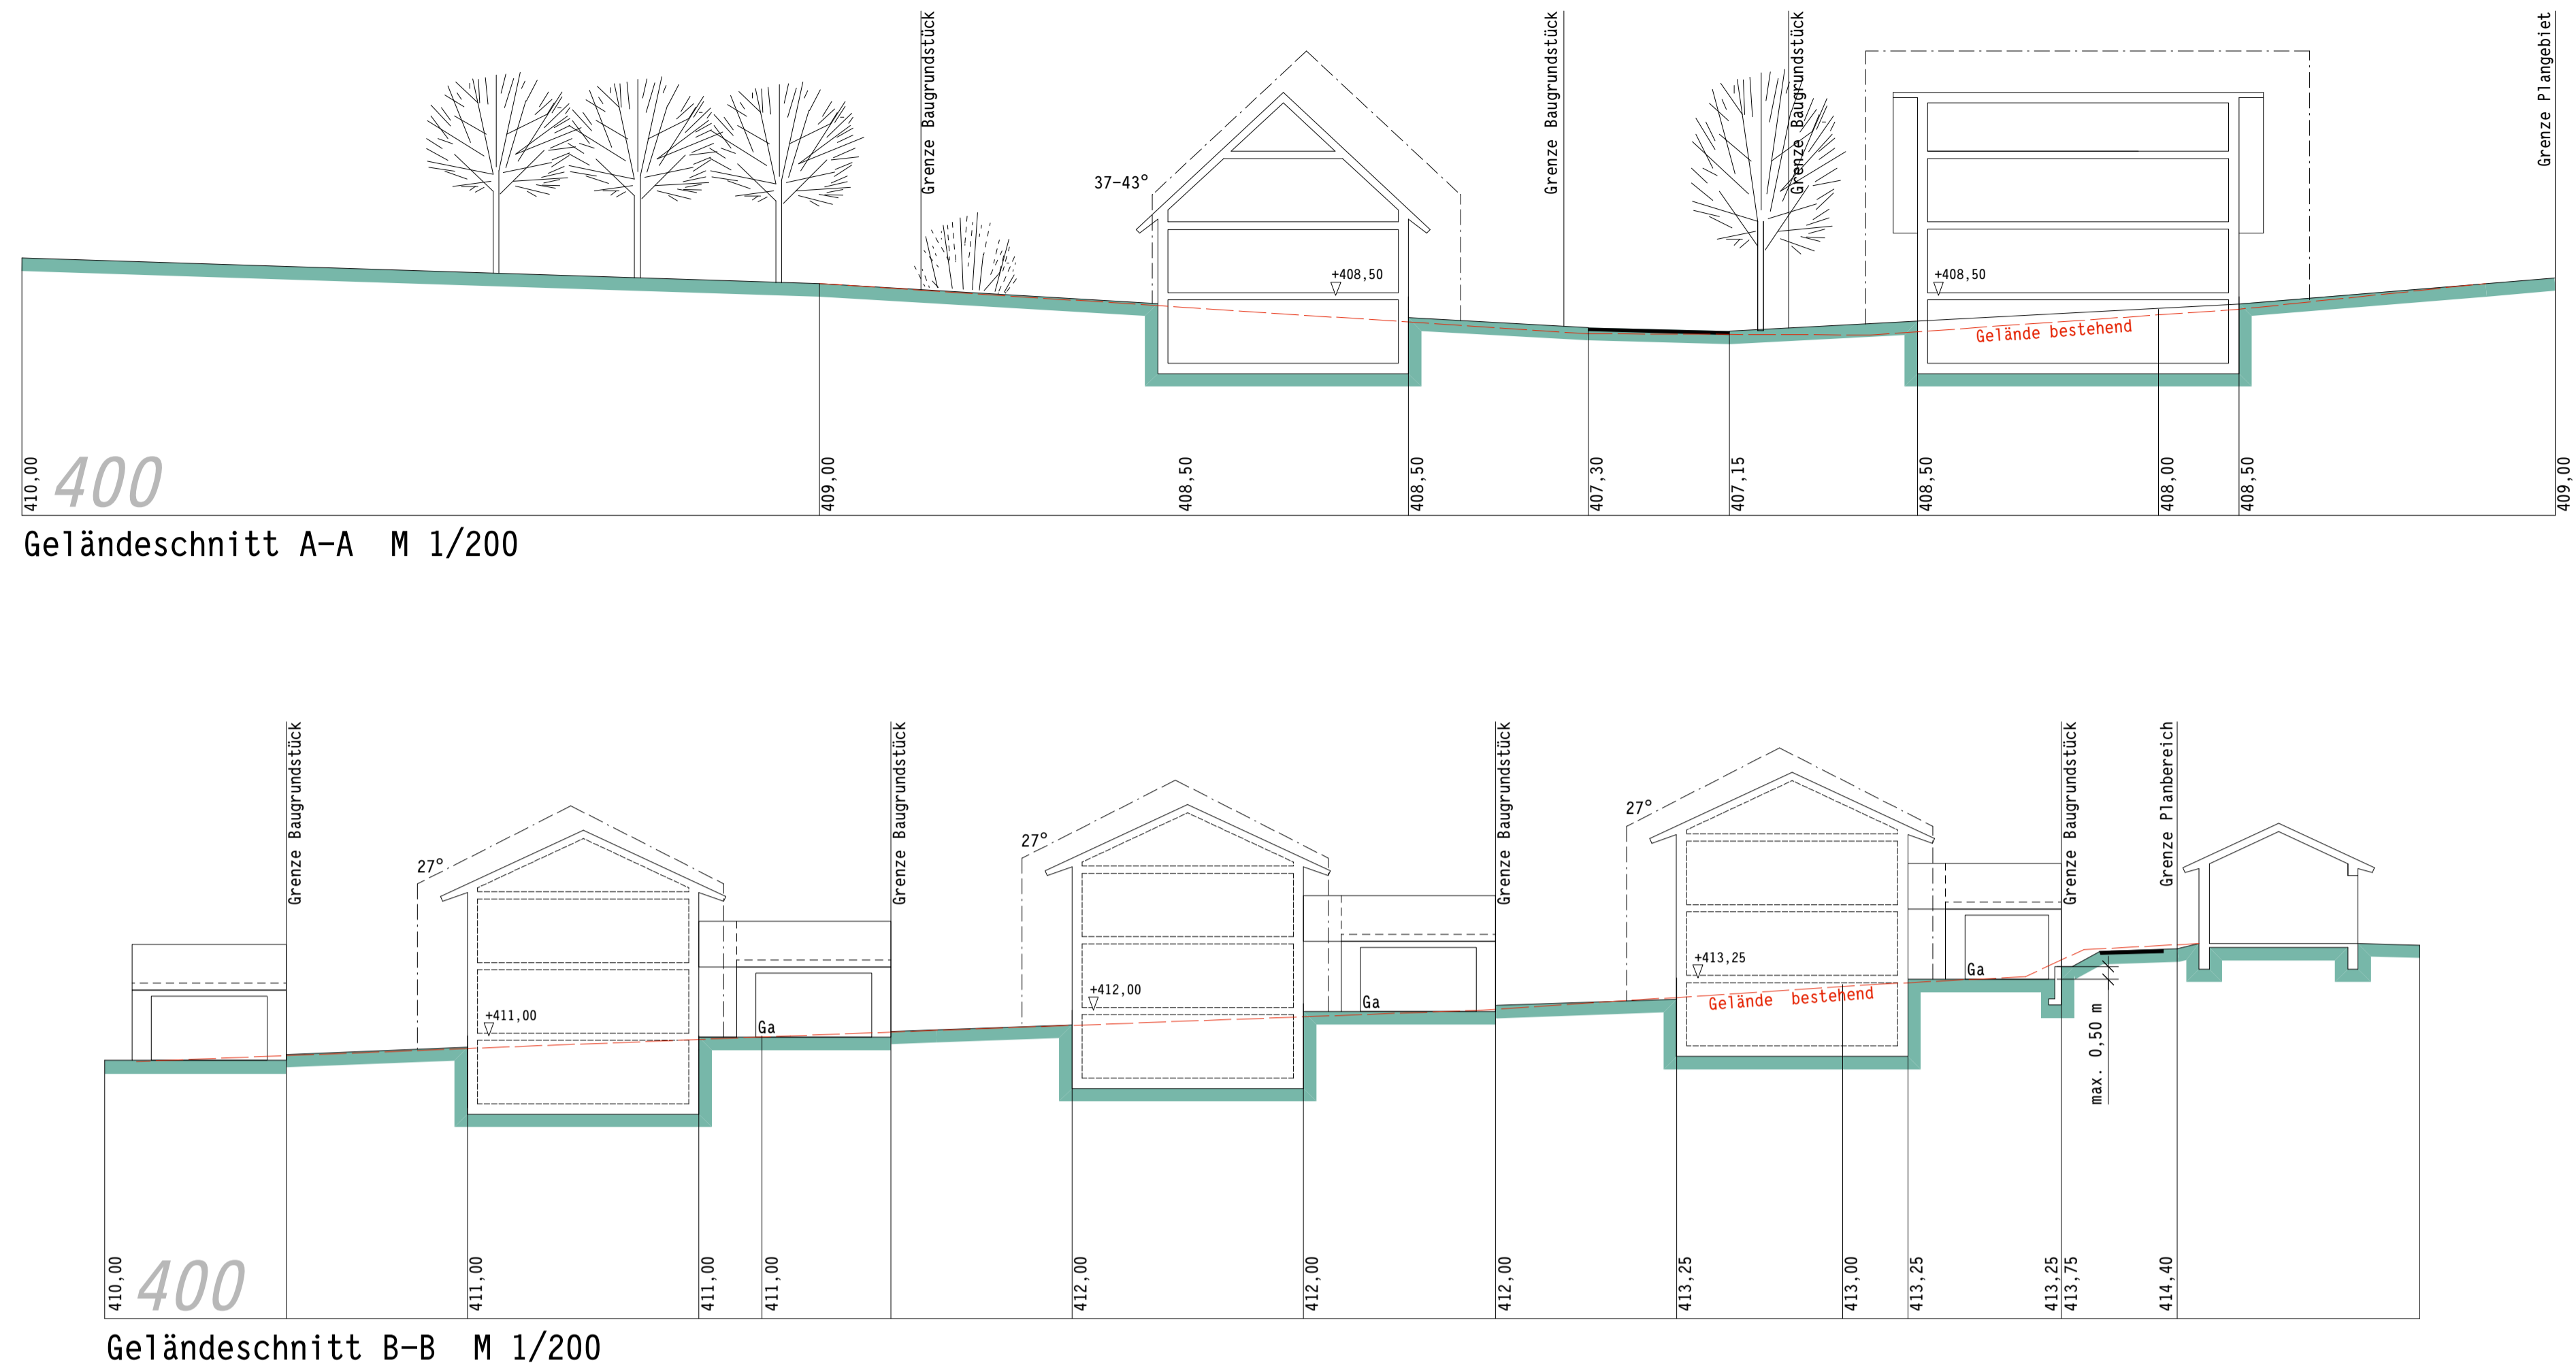 Grenze Baugrundstück
Grenze Baugrundstück
Grenze Baugrundstück
Grenze Plangebiet
37-43°
+408,50
+408,50
Gelände bestehend
400
410,00
409,00
408,50
408,50
407,30
407,15
408,50
408,00
408,50
409,00
Geländeschnitt A-A M 1/200
Grenze Baugrundstück
Grenze Baugrundstück
Grenze Baugrundstück
Grenze Baugrundstück
Grenze Planbereich
27°
27°
27°
+411,00
+412,00
+413,25
Ga
Ga
Ga
Gelände bestehend
max. 0,50 m
400
410,00
411,00
411,00
411,00
412,00
412,00
412,00
413,25
413,00
413,25
413,25
413,75
414,40
Geländeschnitt B-B M 1/200